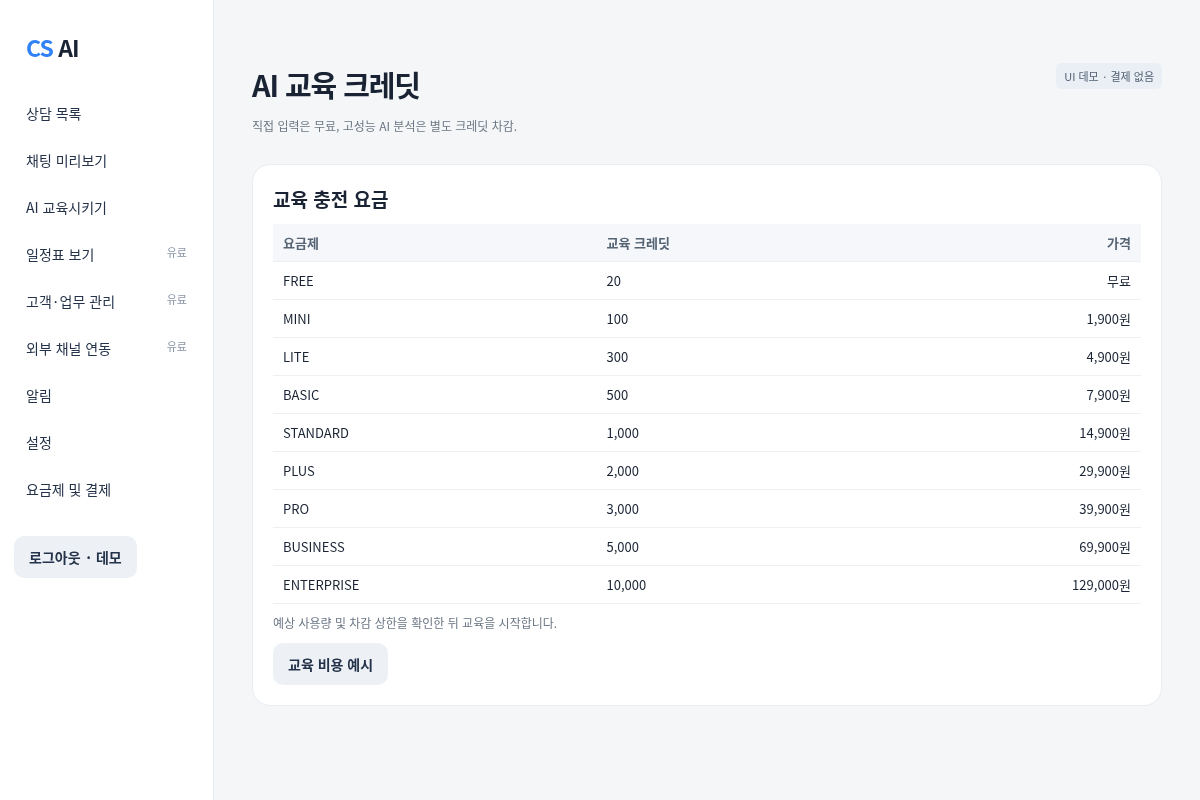 CS AI
상담 목록
채팅 미리보기
AI 교육시키기
일정표 보기 유료
고객·업무 관리 유료
외부 채널 연동 유료
알림
설정
요금제 및 결제
로그아웃 · 데모
AI 교육 크레딧
UI 데모 · 결제 없음
직접 입력은 무료, 고성능 AI 분석은 별도 크레딧 차감.
교육 충전 요금
요금제 교육 크레딧 가격
FREE 20 무료
MINI 100 1,900원
LITE 300 4,900원
BASIC 500 7,900원
STANDARD 1,000 14,900원
PLUS 2,000 29,900원
PRO 3,000 39,900원
BUSINESS 5,000 69,900원
ENTERPRISE 10,000 129,000원
예상 사용량 및 차감 상한을 확인한 뒤 교육을 시작합니다.
교육 비용 예시